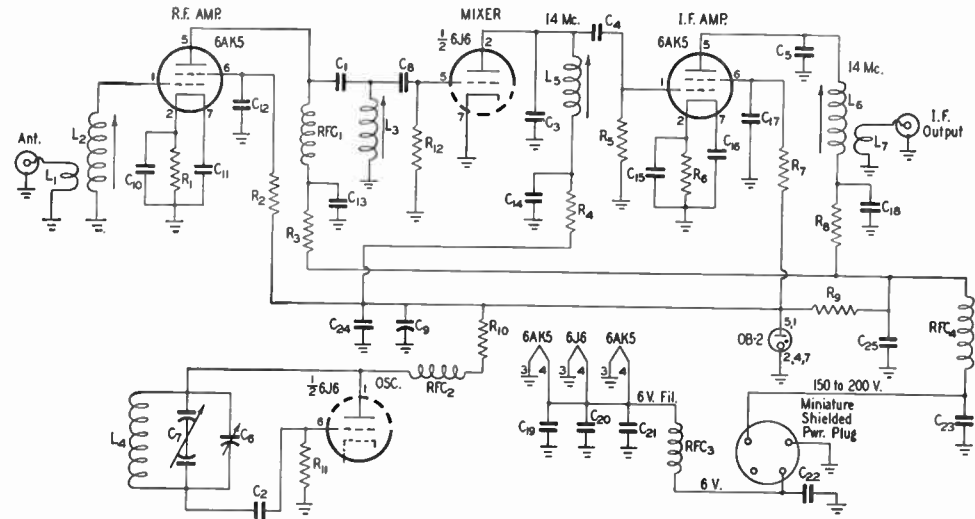 R.F. AMP.
6AK5
MIXER
½ 6J6
14 Mc.
I.F. AMP.
6AK5
14 Mc.
Ant.
L1
L2
1
5
6
2
7
C10
R1
C11
C12
R2
RFC1
R3
C13
C1
L3
C8
R12
5
2
7
C3
L5
C14
R4
C4
R5
1
5
6
2
7
C15
R6
C16
C17
R7
C5
L6
L7
I.F.
Output
R8
C18
C24
C9
R10
RFC2
OB-2
5,1
2,4,7
R9
C25
RFC4
L4
C7
C6
C2
½ 6J6
OSC.
1
6
R11
6AK5
6J6
6AK5
3 4
3 4
3 4
6 V. Fil.
C19
C20
C21
RFC3
6 V.
150 to 200 V.
Miniature
Shielded
Pwr. Plug
C22
C23